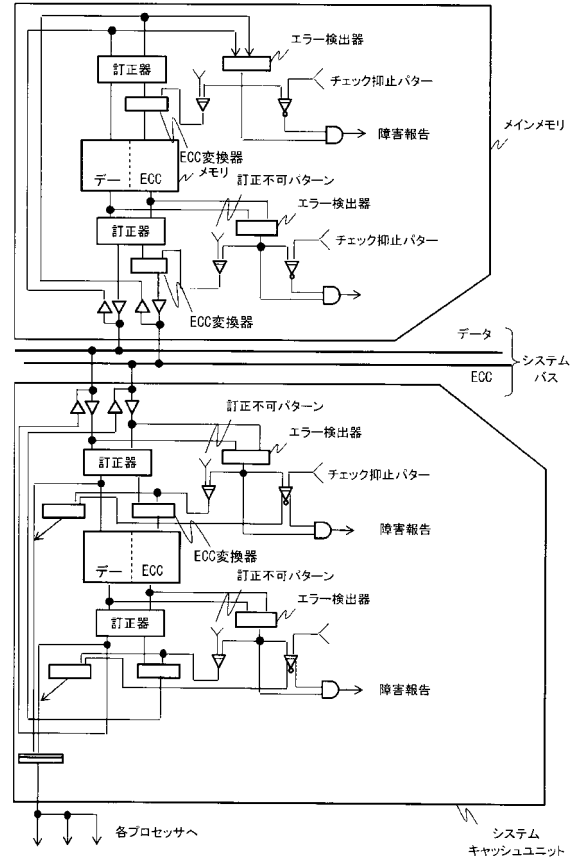 エラー検出器
訂正器
チェック抑止パター
障害報告
メインメモリ
ECC変換器
メモリ
デー
ECC
訂正不可パターン
エラー検出器
訂正器
チェック抑止パター
ECC変換器
データ
システム
バス
ECC
訂正不可パターン
エラー検出器
訂正器
チェック抑止パター
障害報告
ECC変換器
デー
ECC
訂正不可パターン
エラー検出器
訂正器
障害報告
各プロセッサへ
システム
キャッシュユニット